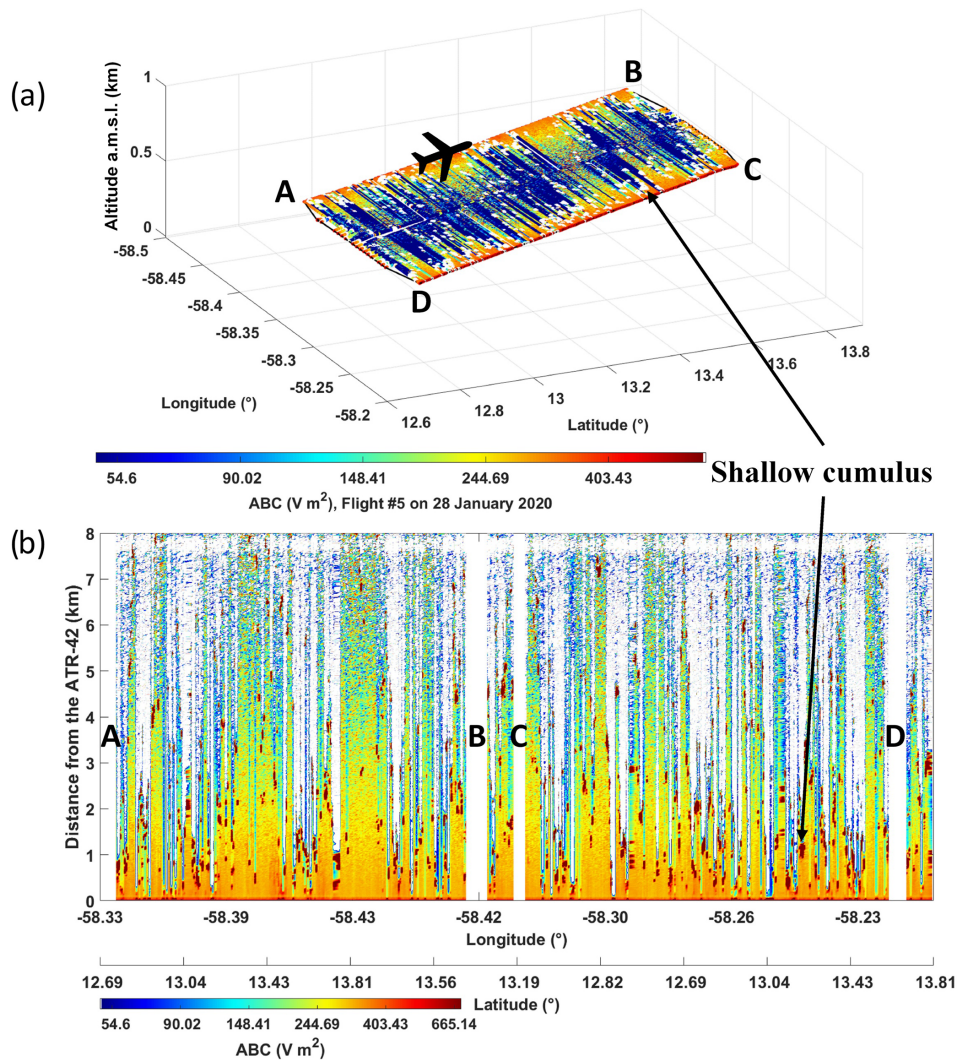 (a)
Altitude a.m.s.l. (km)
1
0.5
0
A
B
C
D
-58.5
-58.45
-58.4
-58.35
-58.3
-58.25
-58.2
Longitude (°)
12.6
12.8
13
13.2
13.4
13.6
13.8
Latitude (°)
54.6 90.02 148.41 244.69 403.43
ABC (V m²), Flight #5 on 28 January 2020
Shallow cumulus
(b)
Distance from the ATR-42 (km)
8
7
6
5
4
3
2
1
0
A B C D
-58.33 -58.39 -58.43 -58.42 -58.30 -58.26 -58.23
Longitude (°)
12.69 13.04 13.43 13.81 13.56 13.19 12.82 12.69 13.04 13.43 13.81
Latitude (°)
54.6 90.02 148.41 244.69 403.43 665.14
ABC (V m²)